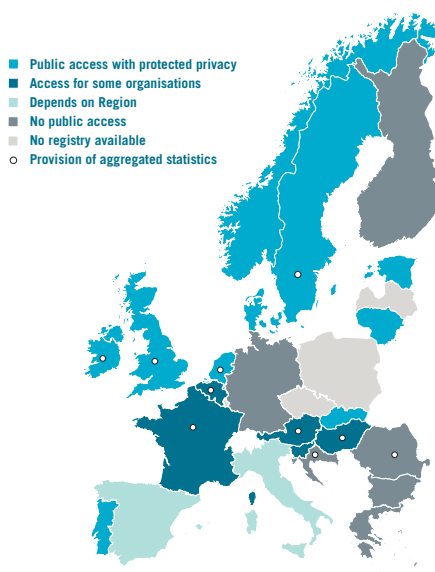 Public access with protected privacy
Access for some organisations
Depends on Region
No public access
No registry available
Provision of aggregated statistics